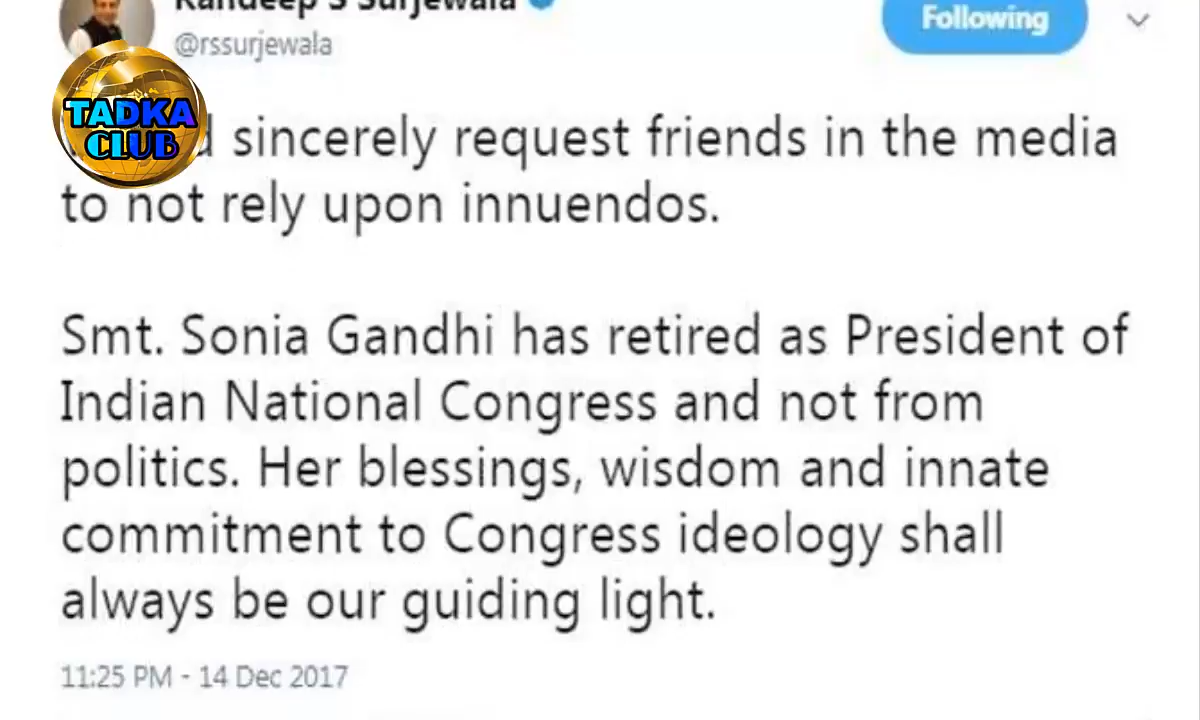 Randeep S Surjewala
@rssurjewala
Following
TADKA
CLUB
sincerely request friends in the media
to not rely upon innuendos.
Smt. Sonia Gandhi has retired as President of
Indian National Congress and not from
politics. Her blessings, wisdom and innate
commitment to Congress ideology shall
always be our guiding light.
11:25 PM - 14 Dec 2017